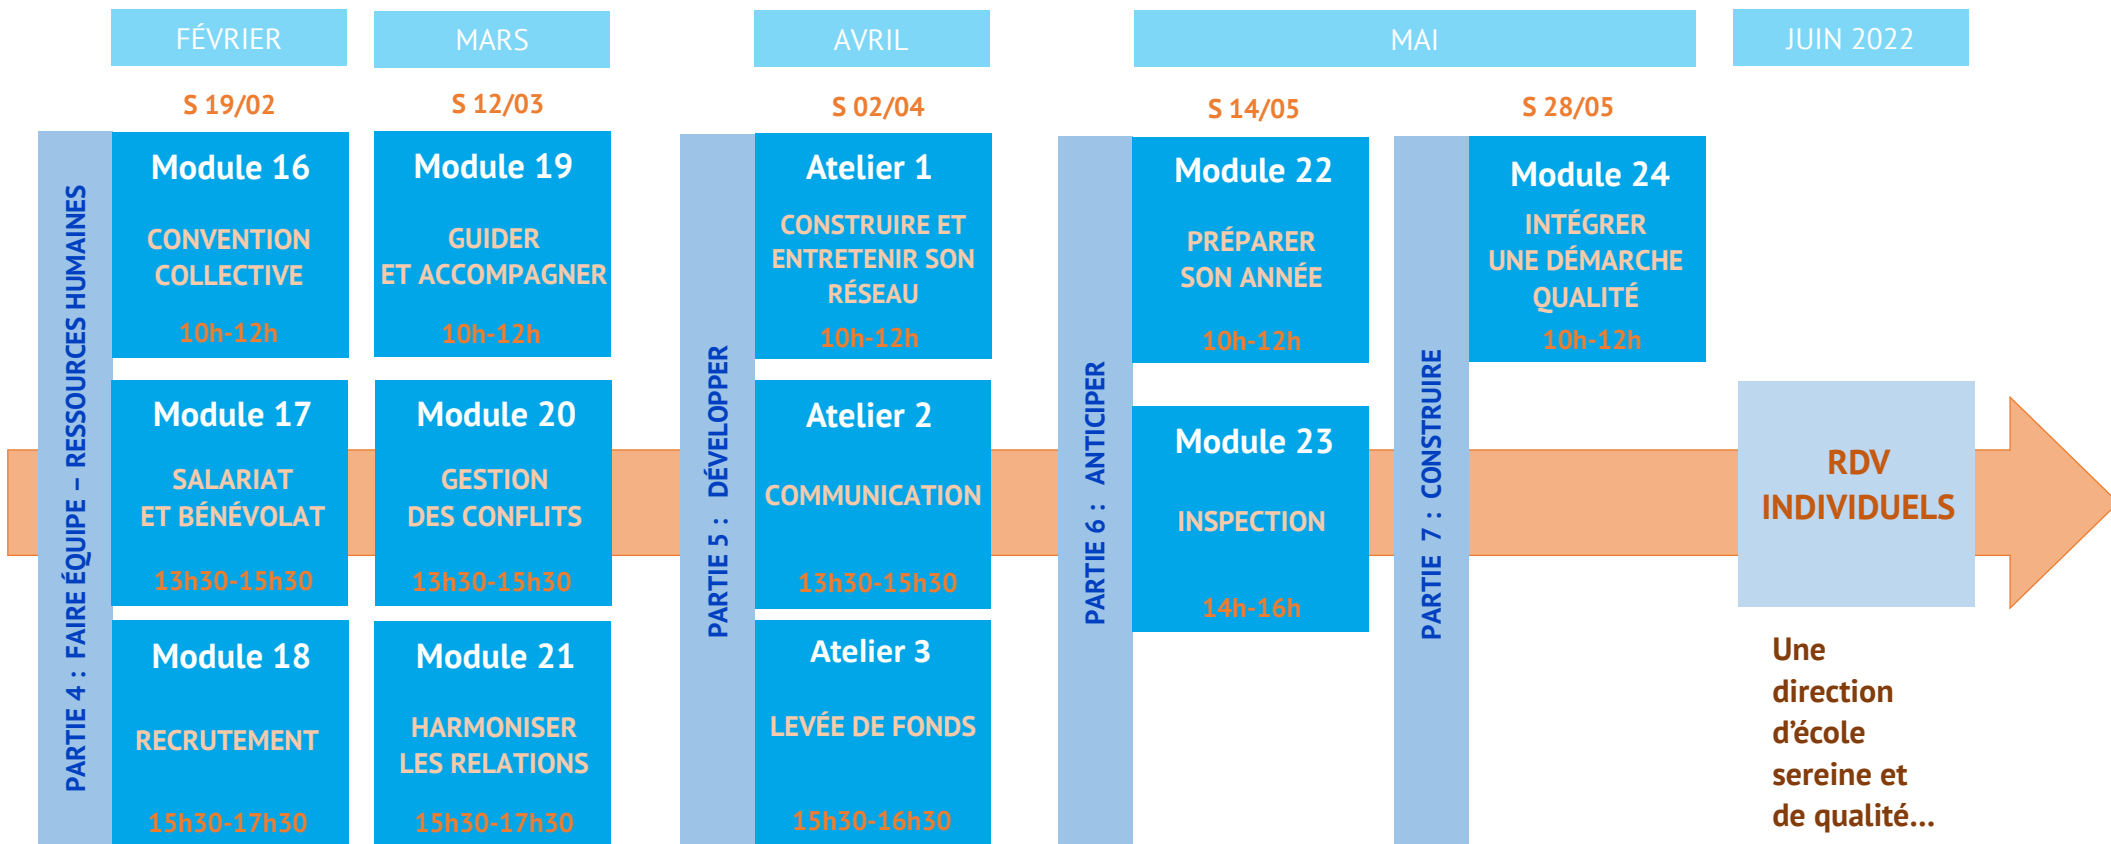 FÉVRIER
MARS
AVRIL
MAI
JUIN 2022
S 19/02
S 12/03
S 02/04
S 14/05
S 28/05
PARTIE 4 : FAIRE ÉQUIPE – RESSOURCES HUMAINES
Module 16
CONVENTION
COLLECTIVE
10h-12h
Module 17
SALARIAT
ET BÉNÉVOLAT
13h30-15h30
Module 18
RECRUTEMENT
15h30-17h30
Module 19
GUIDER
ET ACCOMPAGNER
10h-12h
Module 20
GESTION
DES CONFLITS
13h30-15h30
Module 21
HARMONISER
LES RELATIONS
15h30-17h30
PARTIE 5 : DÉVELOPPER
Atelier 1
CONSTRUIRE ET
ENTRETENIR SON
RÉSEAU
10h-12h
Atelier 2
COMMUNICATION
13h30-15h30
Atelier 3
LEVÉE DE FONDS
15h30-16h30
PARTIE 6 : ANTICIPER
Module 22
PRÉPARER
SON ANNÉE
10h-12h
Module 23
INSPECTION
14h-16h
PARTIE 7 : CONSTRUIRE
Module 24
INTÉGRER
UNE DÉMARCHE
QUALITÉ
10h-12h
RDV
INDIVIDUELS
Une
direction
d'école
sereine et
de qualité...